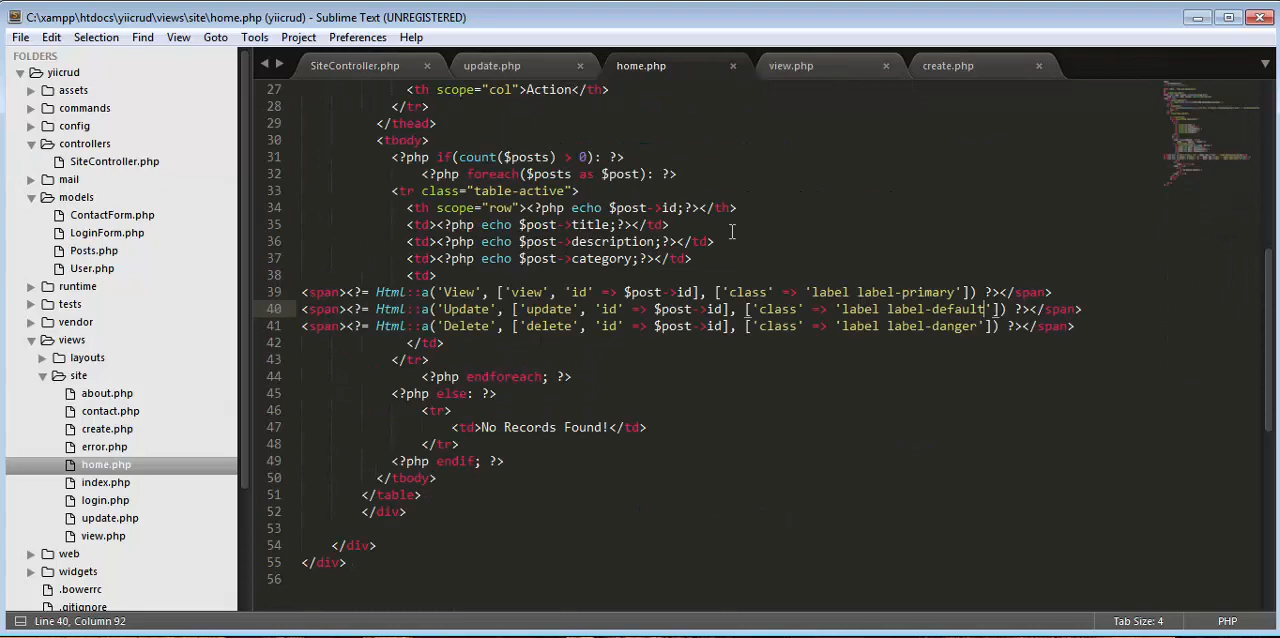 C:\xampp\htdocs\yiicrud\views\site\home.php (yiicrud) - Sublime Text (UNREGISTERED)
File Edit Selection Find View Goto Tools Project Preferences Help
FOLDERS
yiicrud
assets
commands
config
controllers
SiteController.php
mail
models
ContactForm.php
LoginForm.php
Posts.php
User.php
runtime
tests
vendor
views
layouts
site
about.php
contact.php
create.php
error.php
home.php
index.php
login.php
update.php
view.php
web
widgets
.bowerrc
.gitignore
SiteController.php × update.php × home.php × view.php × create.php ×
27 <th scope="col">Action</th>
28 </tr>
29 </thead>
30 <tbody>
31 <?php if(count($posts) > 0): ?>
32 <?php foreach($posts as $post): ?>
33 <tr class="table-active">
34 <th scope="row"><?php echo $post->id;?></th>
35 <td><?php echo $post->title;?></td>
36 <td><?php echo $post->description;?></td>
37 <td><?php echo $post->category;?></td>
38 <td>
39 <span><?= Html::a('View', ['view', 'id' => $post->id], ['class' => 'label label-primary']) ?></span>
40 <span><?= Html::a('Update', ['update', 'id' => $post->id], ['class' => 'label label-default']) ?></span>
41 <span><?= Html::a('Delete', ['delete', 'id' => $post->id], ['class' => 'label label-danger']) ?></span>
42 </td>
43 </tr>
44 <?php endforeach; ?>
45 <?php else: ?>
46 <tr>
47 <td>No Records Found!</td>
48 </tr>
49 <?php endif; ?>
50 </tbody>
51 </table>
52 </div>
53
54 </div>
55 </div>
56
Line 40, Column 92
Tab Size: 4
PHP